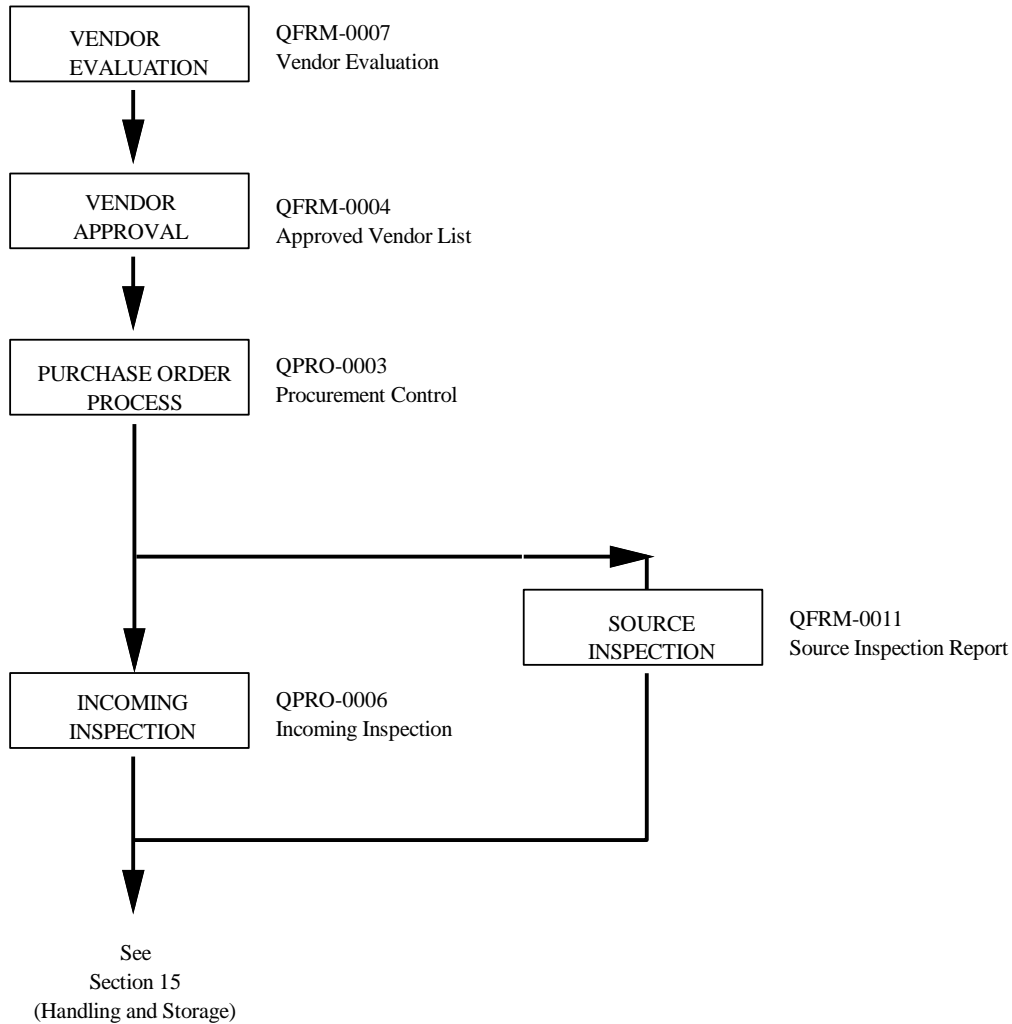 VENDOR
EVALUATION
QFRM-0007
Vendor Evaluation
VENDOR
APPROVAL
QFRM-0004
Approved Vendor List
PURCHASE ORDER
PROCESS
QPRO-0003
Procurement Control
SOURCE
INSPECTION
QFRM-0011
Source Inspection Report
INCOMING
INSPECTION
QPRO-0006
Incoming Inspection
See
Section 15
(Handling and Storage)